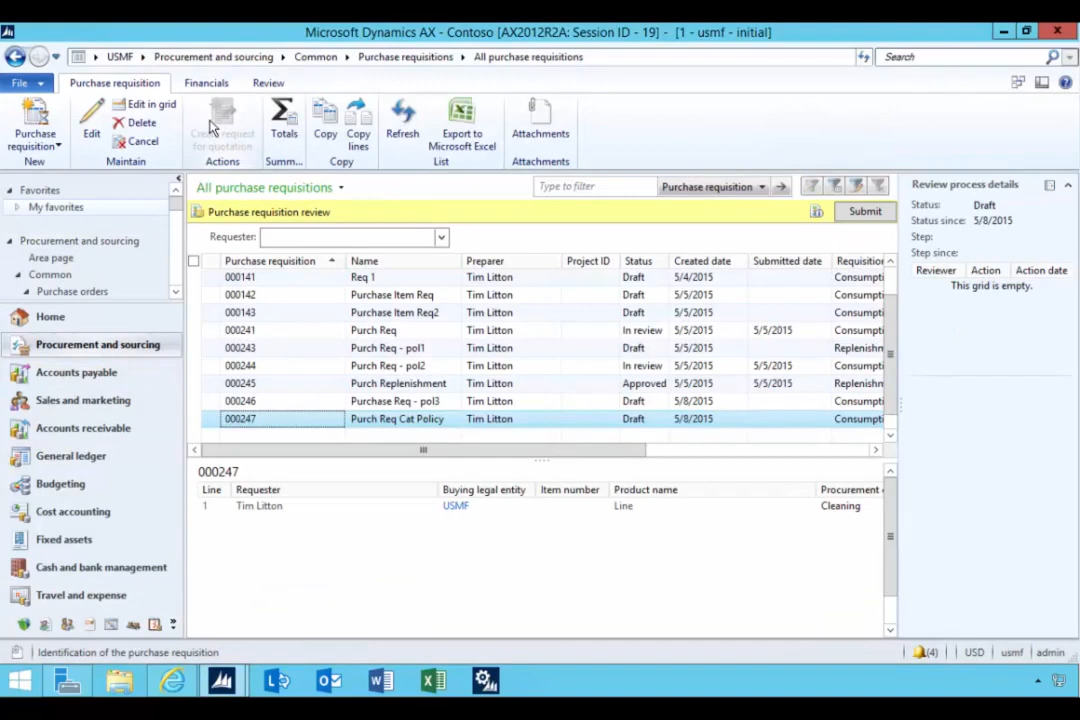 Microsoft Dynamics AX - Contoso [AX2012R2A: Session ID - 19] - [1 - usmf - initial]
USMF Procurement and sourcing Common Purchase requisitions All purchase requisitions Search
File Purchase requisition Financials Review
Purchase requisition
New
Edit
Edit in grid
Delete
Cancel
Maintain
Create request for quotation
Actions
Totals
Summ...
Copy
Copy lines
Copy
Refresh
Export to Microsoft Excel
List
Attachments
Attachments
Favorites
My favorites
Procurement and sourcing
Area page
Common
Purchase orders
Home
Procurement and sourcing
Accounts payable
Sales and marketing
Accounts receivable
General ledger
Budgeting
Cost accounting
Fixed assets
Cash and bank management
Travel and expense
All purchase requisitions Type to filter Purchase requisition
Purchase requisition review Submit
Requester:
Purchase requisition Name Preparer Project ID Status Created date Submitted date Requisition
000141 Req 1 Tim Litton Draft 5/4/2015 Consumpti
000142 Purchase Item Req Tim Litton Draft 5/5/2015 Consumpti
000143 Purchase Item Req2 Tim Litton Draft 5/5/2015 Consumpti
000241 Purch Req Tim Litton In review 5/5/2015 5/5/2015 Consumpti
000243 Purch Req - pol1 Tim Litton Draft 5/5/2015 Replenishn
000244 Purch Req - pol2 Tim Litton In review 5/5/2015 5/5/2015 Consumpti
000245 Purch Replenishment Tim Litton Approved 5/5/2015 5/5/2015 Replenishn
000246 Purchase Req - pol3 Tim Litton Draft 5/8/2015 Consumpti
000247 Purch Req Cat Policy Tim Litton Draft 5/8/2015 Consumpti
000247
Line Requester Buying legal entity Item number Product name Procurement
1 Tim Litton USMF Line Cleaning
Review process details
Status: Draft
Status since: 5/8/2015
Step:
Step since:
Reviewer Action Action date
This grid is empty.
Identification of the purchase requisition (4) USD usmf admin